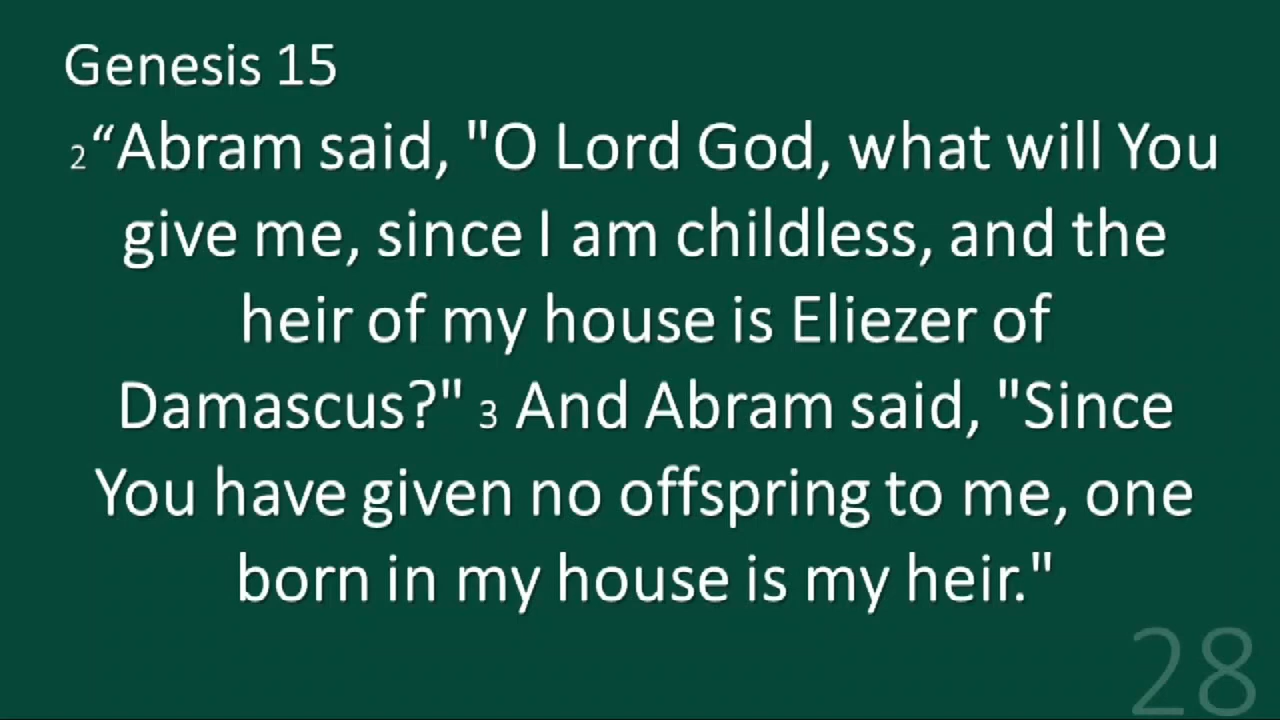 Genesis 15
2“Abram said, "O Lord God, what will You
give me, since I am childless, and the
heir of my house is Eliezer of
Damascus?" 3 And Abram said, "Since
You have given no offspring to me, one
born in my house is my heir."
28